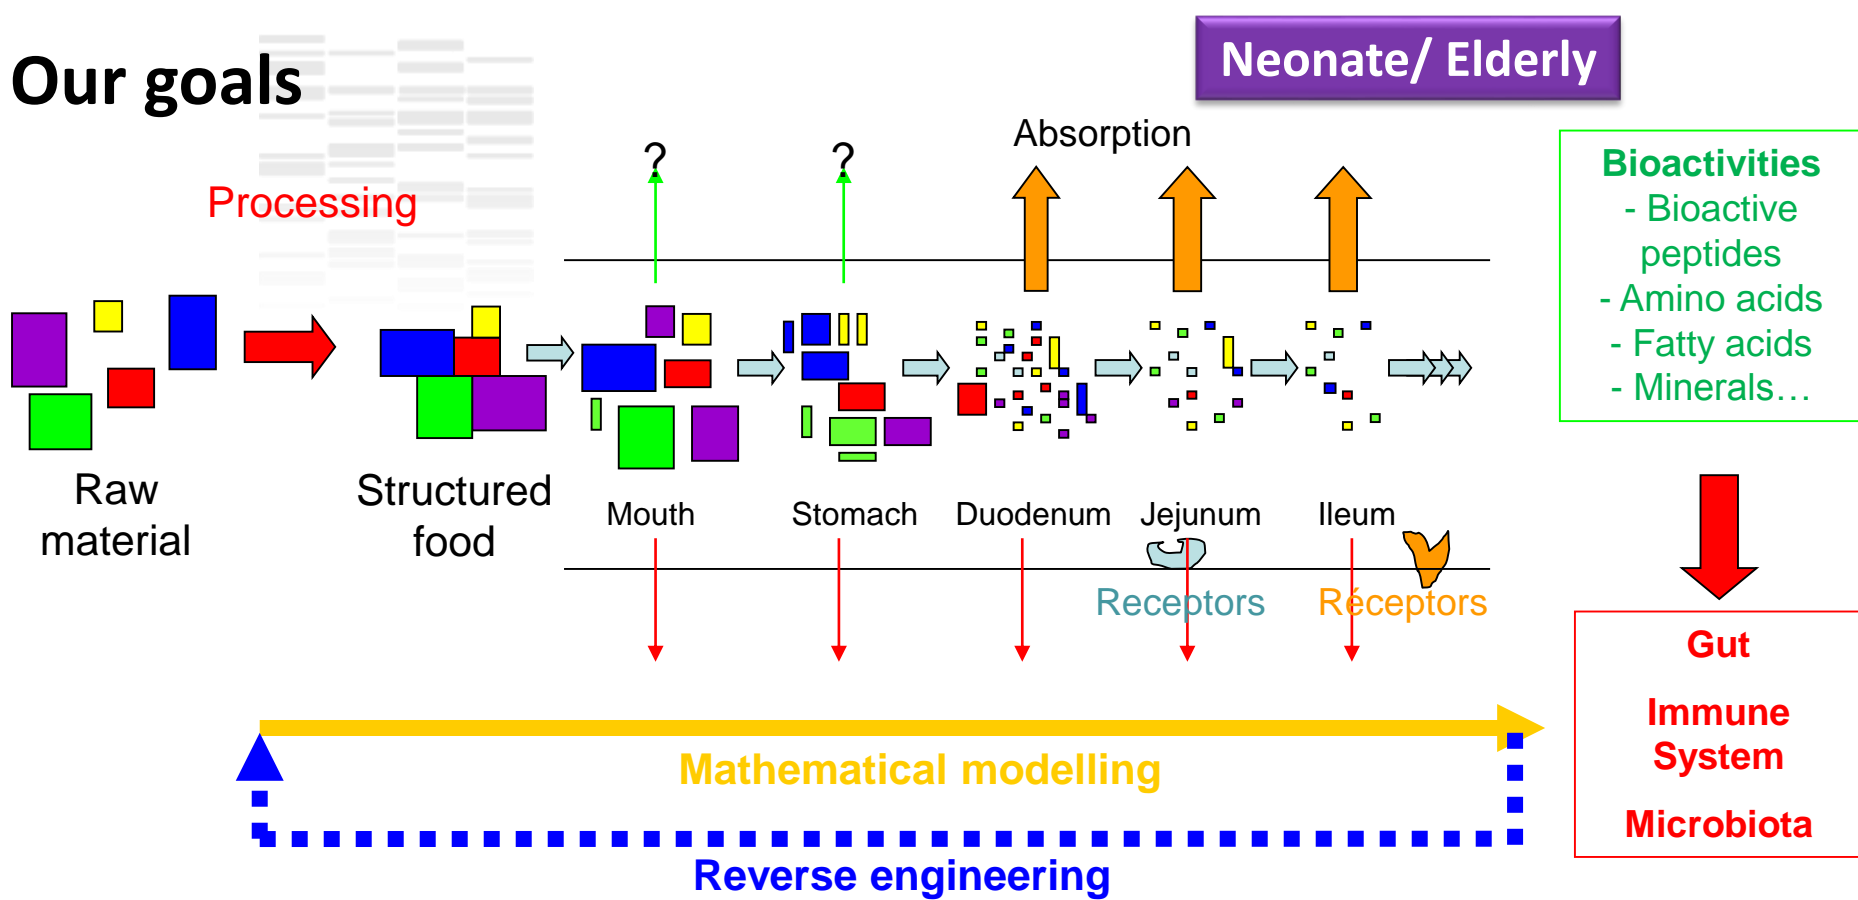 Our goals
Neonate/ Elderly
Processing
?
?
Absorption
Bioactivities
- Bioactive
peptides
- Amino acids
- Fatty acids
- Minerals…
Raw
material
Structured
food
Mouth
Stomach
Duodenum
Jejunum
Ileum
Receptors
Réceptors
Gut
Immune
System
Microbiota
Mathematical modelling
Reverse engineering